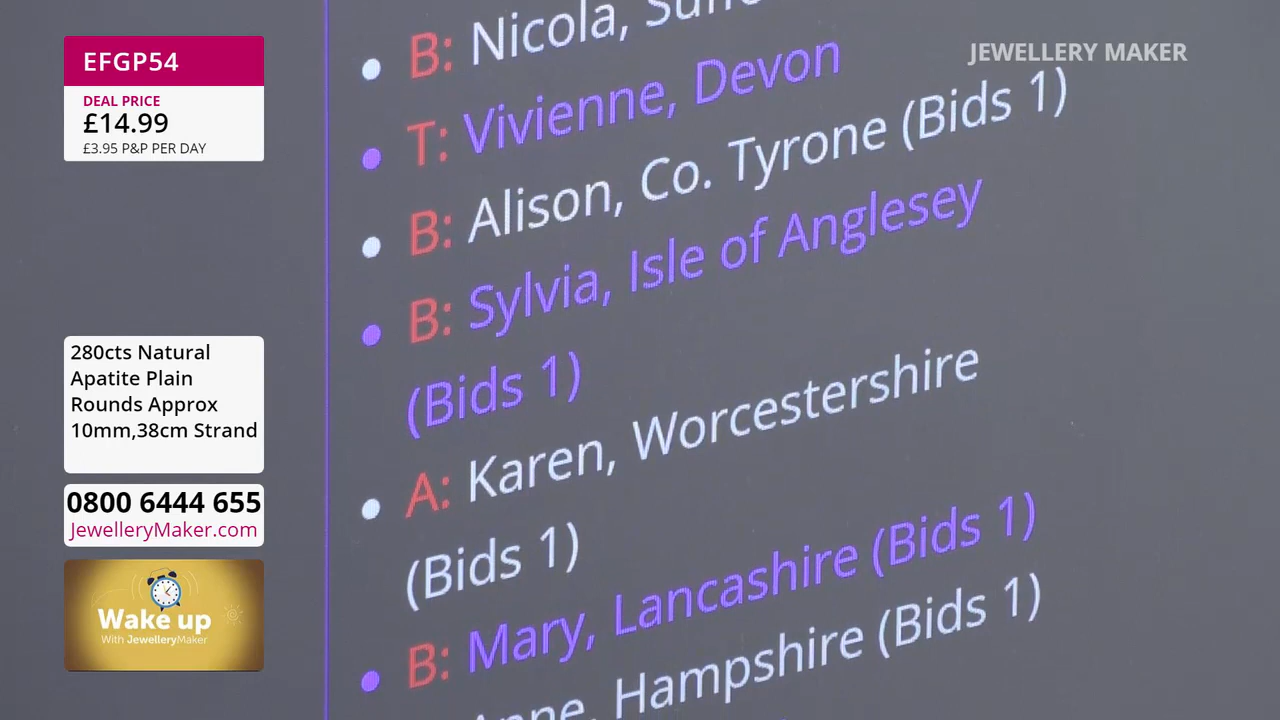 EFGP54
DEAL PRICE
£14.99
£3.95 P&P PER DAY
280cts Natural
Apatite Plain
Rounds Approx
10mm,38cm Strand
0800 6444 655
JewelleryMaker.com
Wake up
With JewelleryMaker
JEWELLERY MAKER
B: Nicola,
T: Vivienne, Devon
B: Alison, Co. Tyrone (Bids 1)
B: Sylvia, Isle of Anglesey
(Bids 1)
A: Karen, Worcestershire
(Bids 1)
B: Mary, Lancashire (Bids 1)
Hampshire (Bids 1)